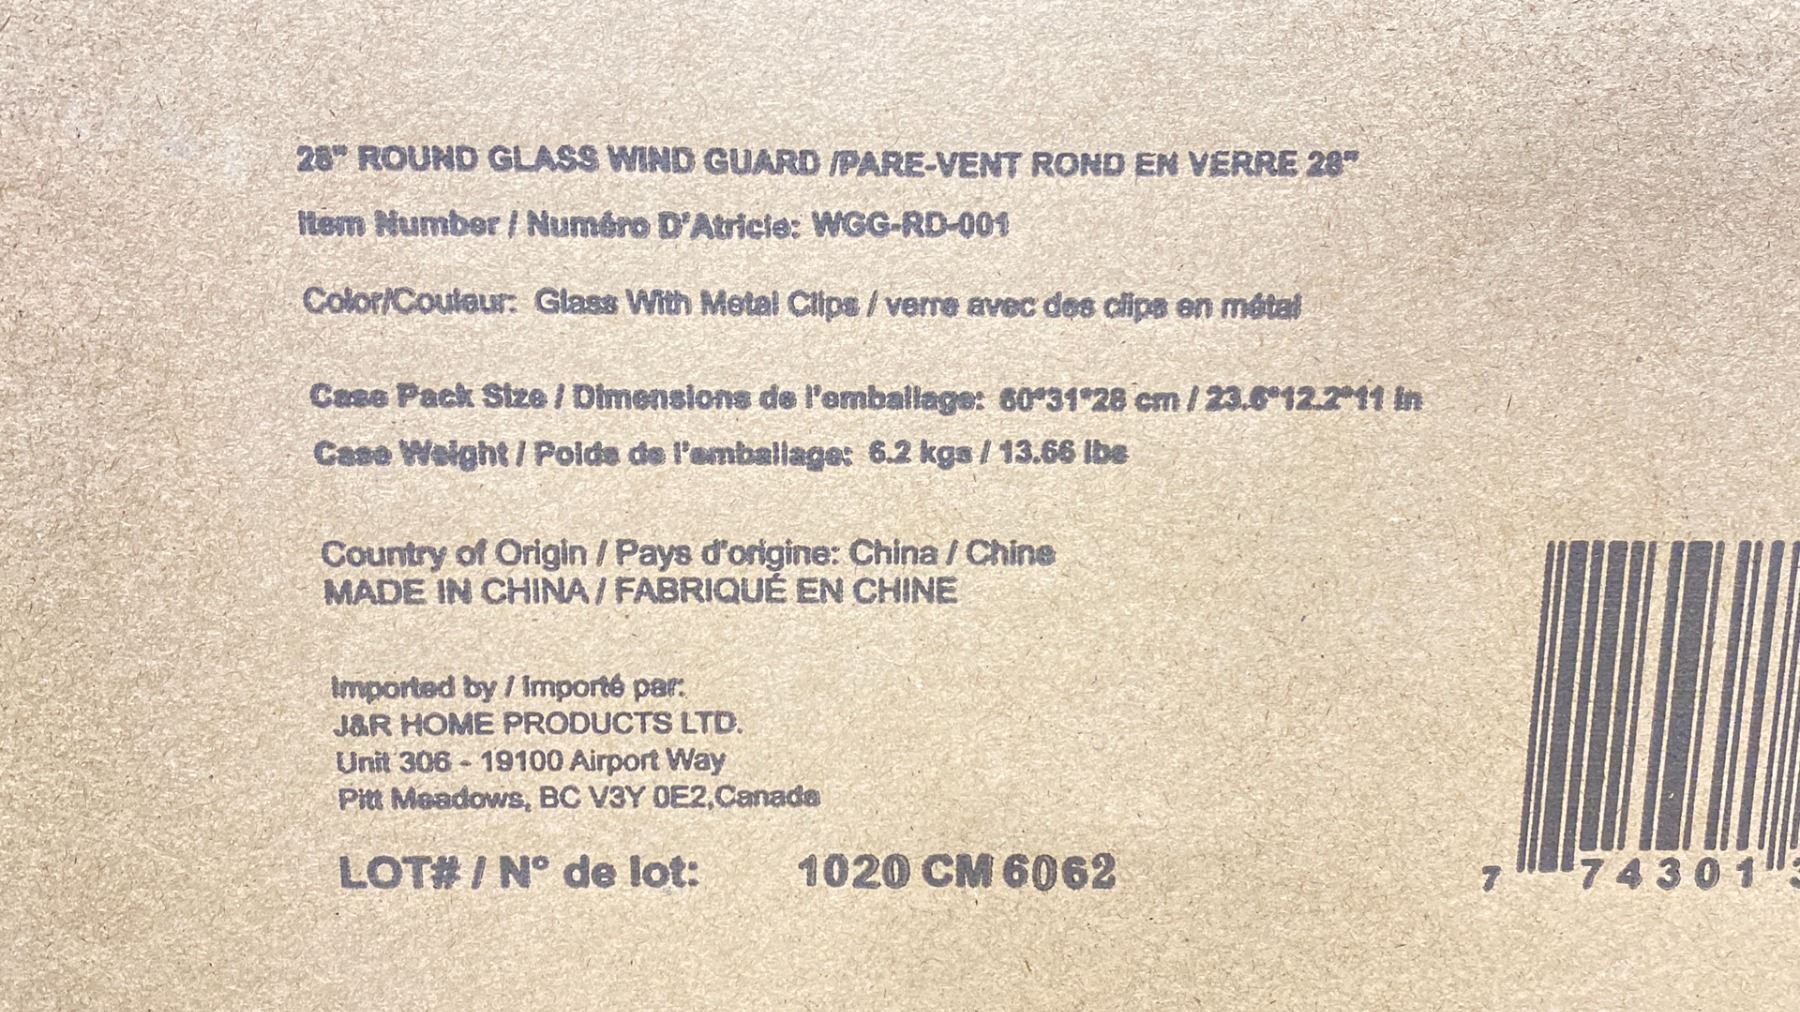 28" ROUND GLASS WIND GUARD /PARE-VENT ROND EN VERRE 28"
Item Number / Numéro D'Atricle: WGG-RD-001
Color/Couleur: Glass With Metal Clips / verre avec des clips en métal
Case Pack Size / Dimensions de l'emballage: 60*31*28 cm / 23.6*12.2*11 in
Case Weight / Poids de l'emballage: 6.2 kgs / 13.66 lbs
Country of Origin / Pays d'origine: China / Chine
MADE IN CHINA / FABRIQUÉ EN CHINE
Imported by / Importé par:
J&R HOME PRODUCTS LTD.
Unit 306 - 19100 Airport Way
Pitt Meadows, BC V3Y 0E2,Canada
LOT# / N° de lot: 1020 CM 6062
7 74301 3